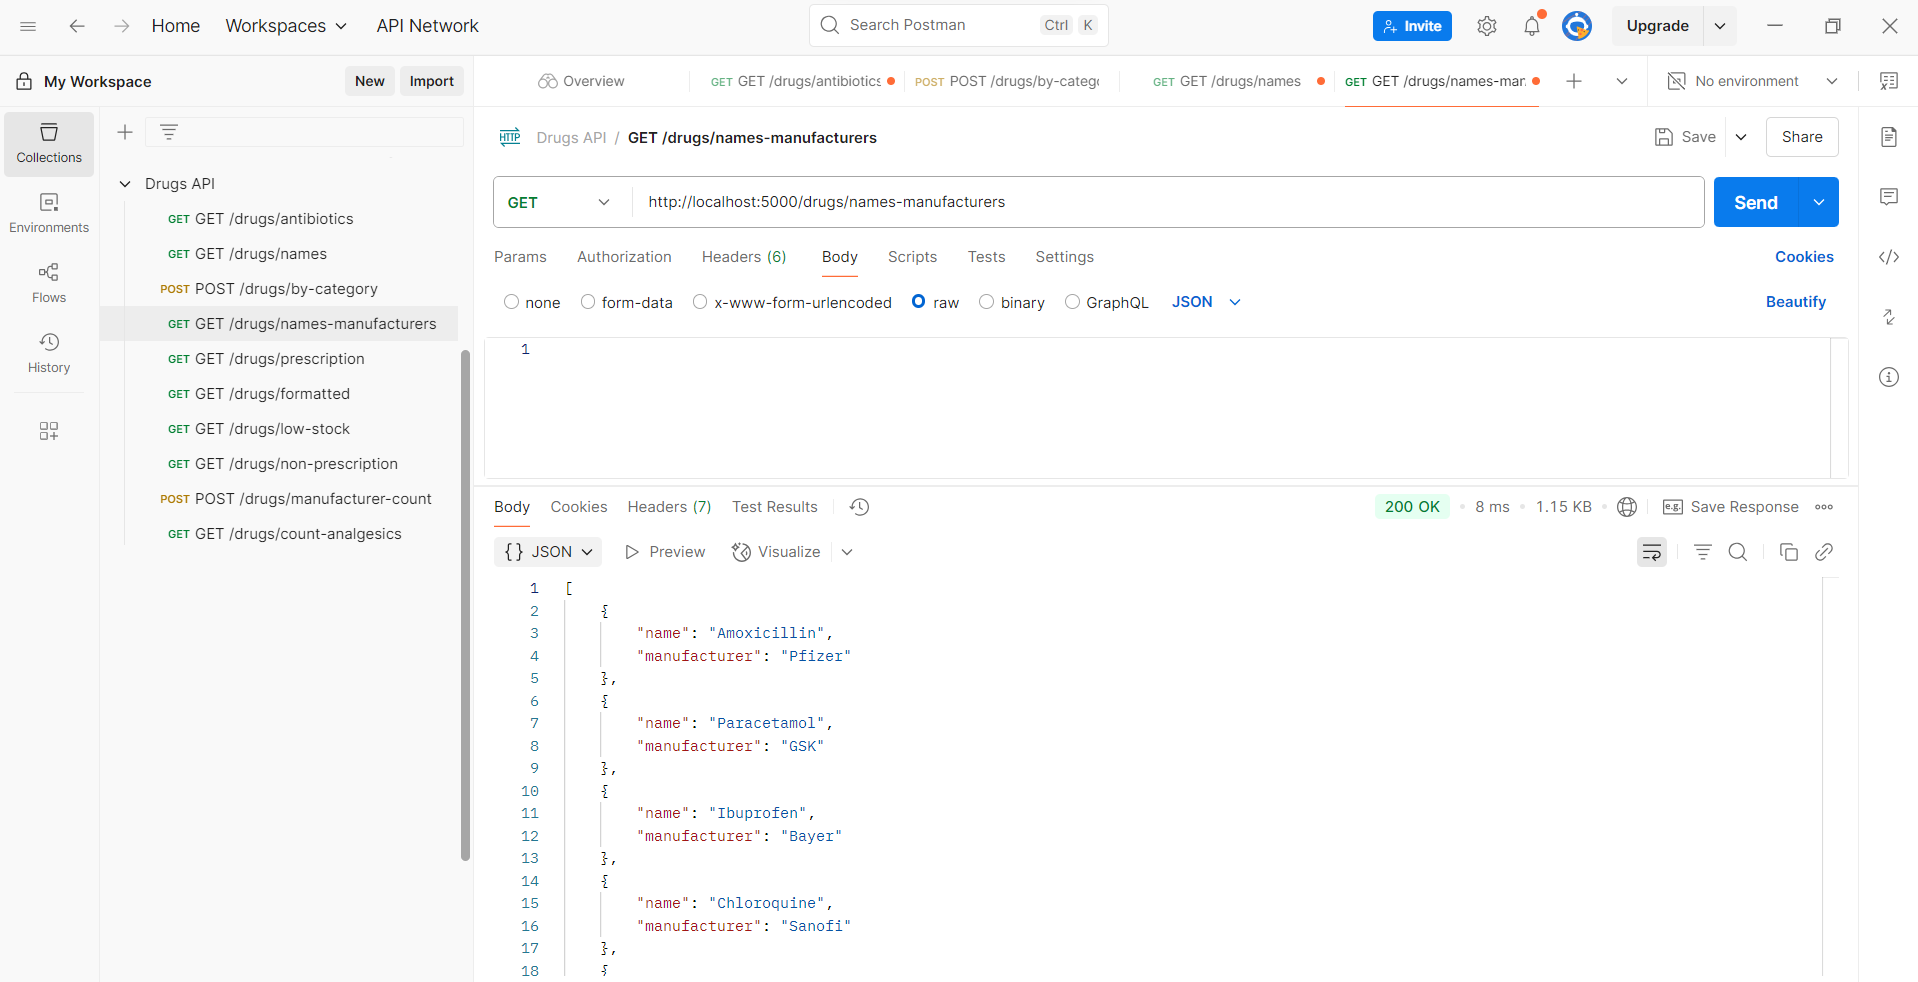 Home Workspaces API Network Search Postman Ctrl K Invite Upgrade
My Workspace New Import
Overview GET GET /drugs/antibiotics POST POST /drugs/by-catego GET GET /drugs/names GET GET /drugs/names-mar No environment
Collections
Environments
Flows
History
Drugs API
GET GET /drugs/antibiotics
GET GET /drugs/names
POST POST /drugs/by-category
GET GET /drugs/names-manufacturers
GET GET /drugs/prescription
GET GET /drugs/formatted
GET GET /drugs/low-stock
GET GET /drugs/non-prescription
POST POST /drugs/manufacturer-count
GET GET /drugs/count-analgesics
HTTP Drugs API / GET /drugs/names-manufacturers Save Share
GET http://localhost:5000/drugs/names-manufacturers Send
Params Authorization Headers (6) Body Scripts Tests Settings Cookies
none form-data x-www-form-urlencoded raw binary GraphQL JSON Beautify
1
Body Cookies Headers (7) Test Results 200 OK • 8 ms • 1.15 KB • e.g. Save Response
{} JSON Preview Visualize
1 [
2 {
3 "name": "Amoxicillin",
4 "manufacturer": "Pfizer"
5 },
6 {
7 "name": "Paracetamol",
8 "manufacturer": "GSK"
9 },
10 {
11 "name": "Ibuprofen",
12 "manufacturer": "Bayer"
13 },
14 {
15 "name": "Chloroquine",
16 "manufacturer": "Sanofi"
17 },
18 {